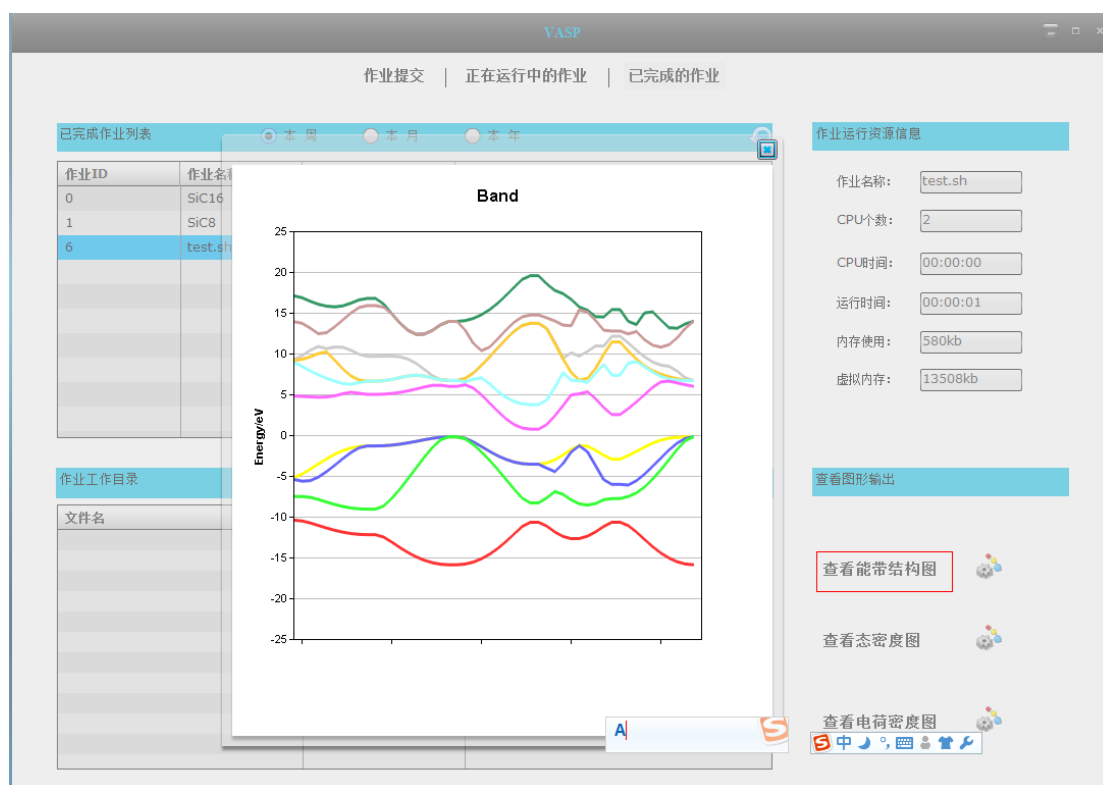 VASP
作业提交 | 正在运行中的作业 | 已完成的作业
已完成作业列表 本 周 本 月 本 年
作业ID 作业名
0 SiC16
1 SiC8
6 test.sh
作业运行资源信息
作业名称: test.sh
CPU个数: 2
CPU时间: 00:00:00
运行时间: 00:00:01
内存使用: 580kb
虚拟内存: 13508kb
Band
Energy/eV
25
20
15
10
5
0
-5
-10
-15
-20
-25
作业工作目录
文件名
查看图形输出
查看能带结构图
查看态密度图
查看电荷密度图
A
S
S 中